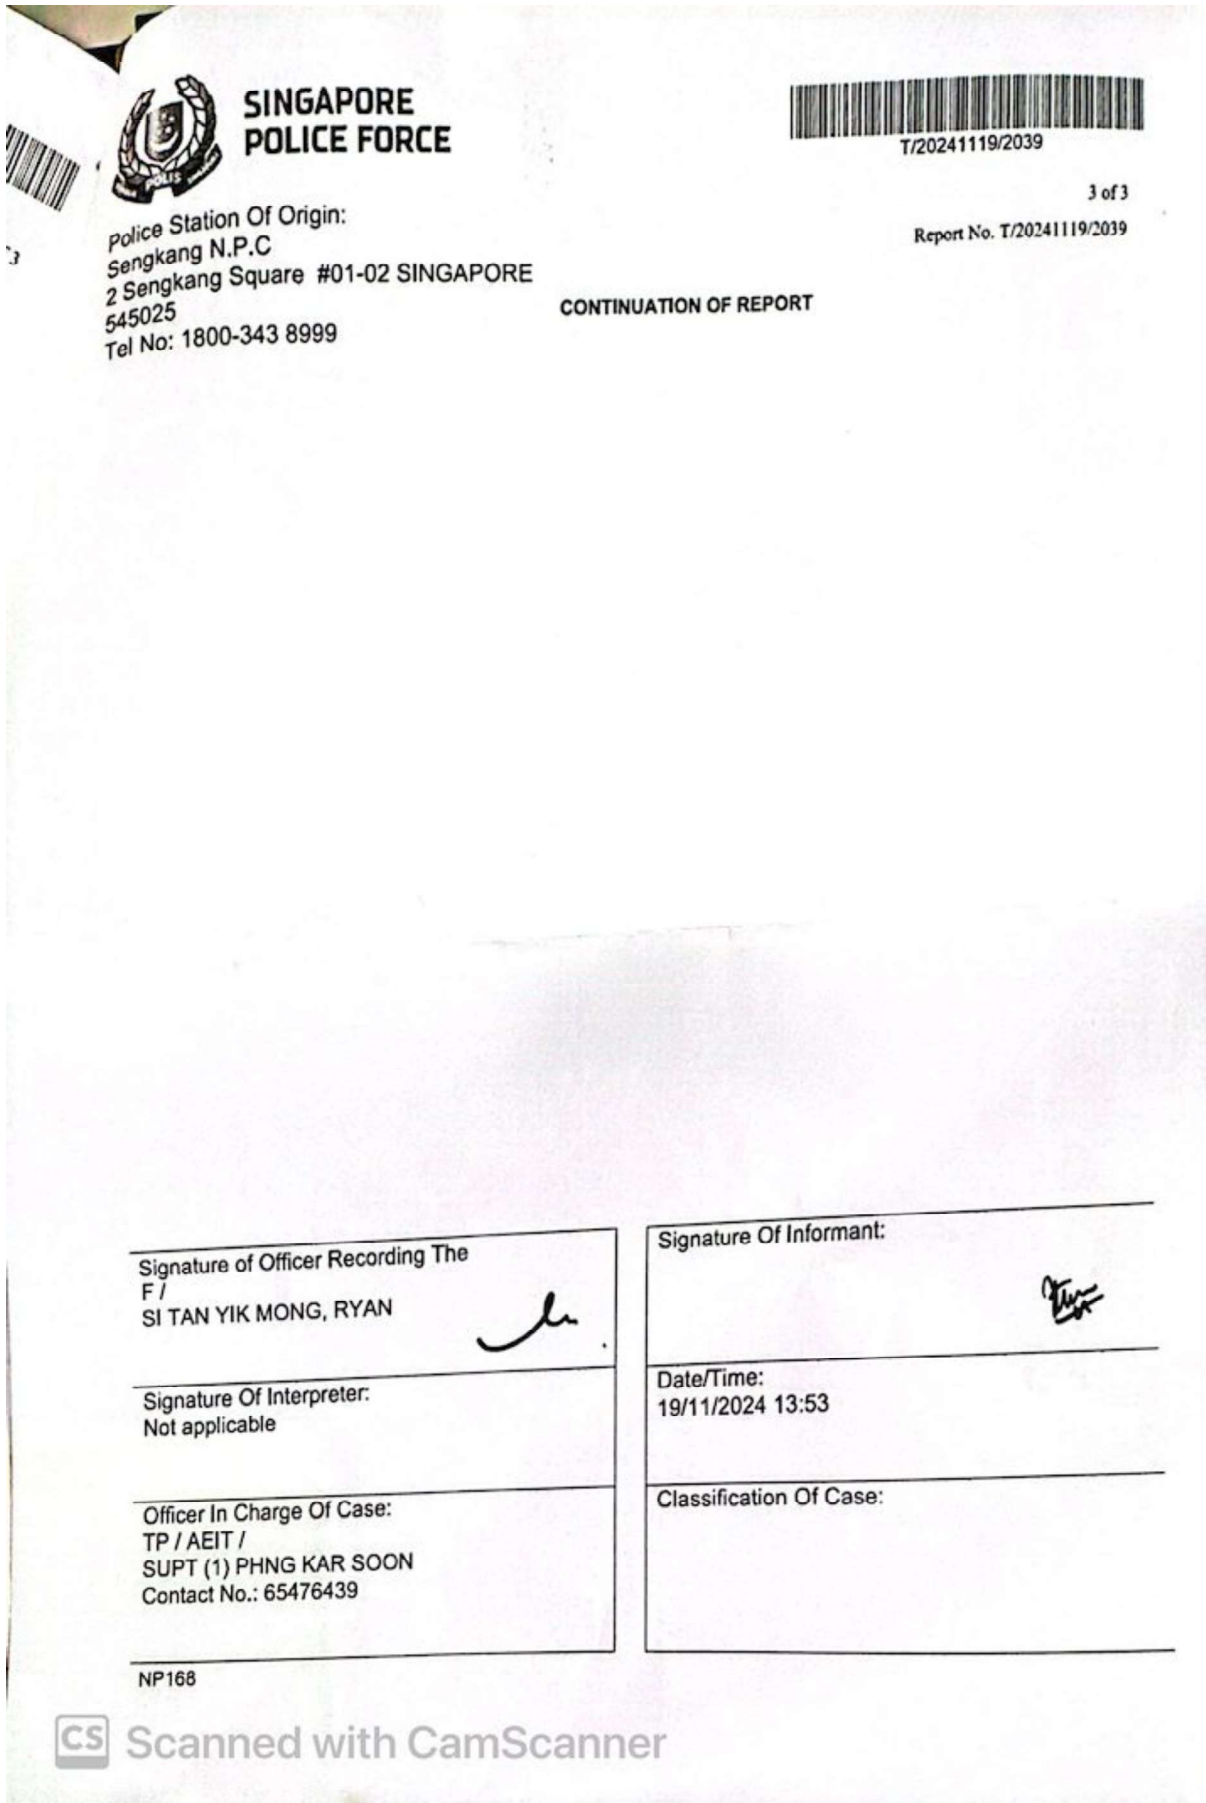 SINGAPORE
POLICE FORCE
POLIS
T/20241119/2039
3 of 3
Report No. T/20241119/2039
Police Station Of Origin:
Sengkang N.P.C
2 Sengkang Square #01-02 SINGAPORE
545025
Tel No: 1800-343 8999
CONTINUATION OF REPORT
Signature of Officer Recording The
F /
SI TAN YIK MONG, RYAN
Signature Of Informant:
Signature Of Interpreter:
Not applicable
Date/Time:
19/11/2024 13:53
Officer In Charge Of Case:
TP / AEIT /
SUPT (1) PHNG KAR SOON
Contact No.: 65476439
Classification Of Case:
NP168
CS Scanned with CamScanner